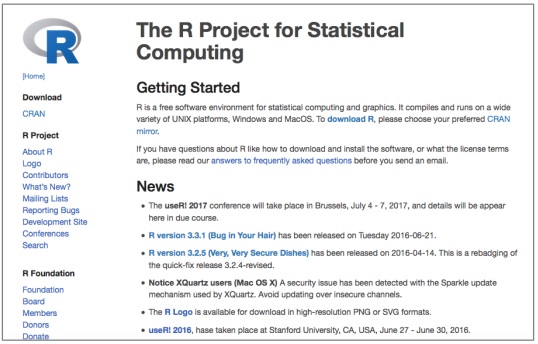 R
[Home]
Download
CRAN
R Project
About R
Logo
Contributors
What's New?
Mailing Lists
Reporting Bugs
Development Site
Conferences
Search
R Foundation
Foundation
Board
Members
Donors
Donate
The R Project for Statistical
Computing
Getting Started
R is a free software environment for statistical computing and graphics. It compiles and runs on a wide
variety of UNIX platforms, Windows and MacOS. To download R, please choose your preferred CRAN
mirror.
If you have questions about R like how to download and install the software, or what the license terms
are, please read our answers to frequently asked questions before you send an email.
News
• The useR! 2017 conference will take place in Brussels, July 4 - 7, 2017, and details will be appear
here in due course.
• R version 3.3.1 (Bug in Your Hair) has been released on Tuesday 2016-06-21.
• R version 3.2.5 (Very, Very Secure Dishes) has been released on 2016-04-14. This is a rebadging of
the quick-fix release 3.2.4-revised.
• Notice XQuartz users (Mac OS X) A security issue has been detected with the Sparkle update
mechanism used by XQuartz. Avoid updating over insecure channels.
• The R Logo is available for download in high-resolution PNG or SVG formats.
• useR! 2016, hase taken place at Stanford University, CA, USA, June 27 - June 30, 2016.